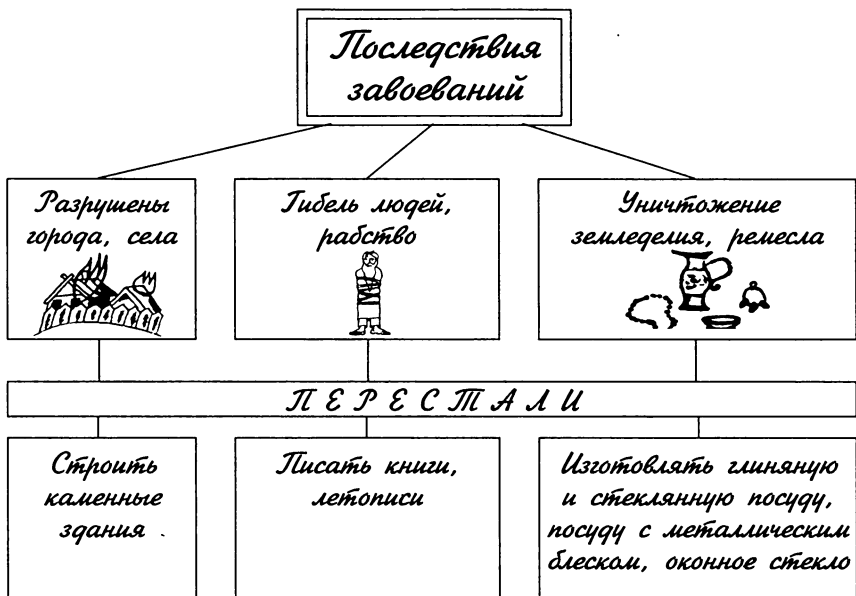 Последствия
завоеваний
Разрушены
города, села
Гибель людей,
рабство
Уничтожение
земледелия, ремесла
ПЕРЕСТАЛИ
Строить
каменные
здания
Писать книги,
летописи
Изготовлять глиняную
и стеклянную посуду,
посуду с металлическим
блеском, оконное стекло